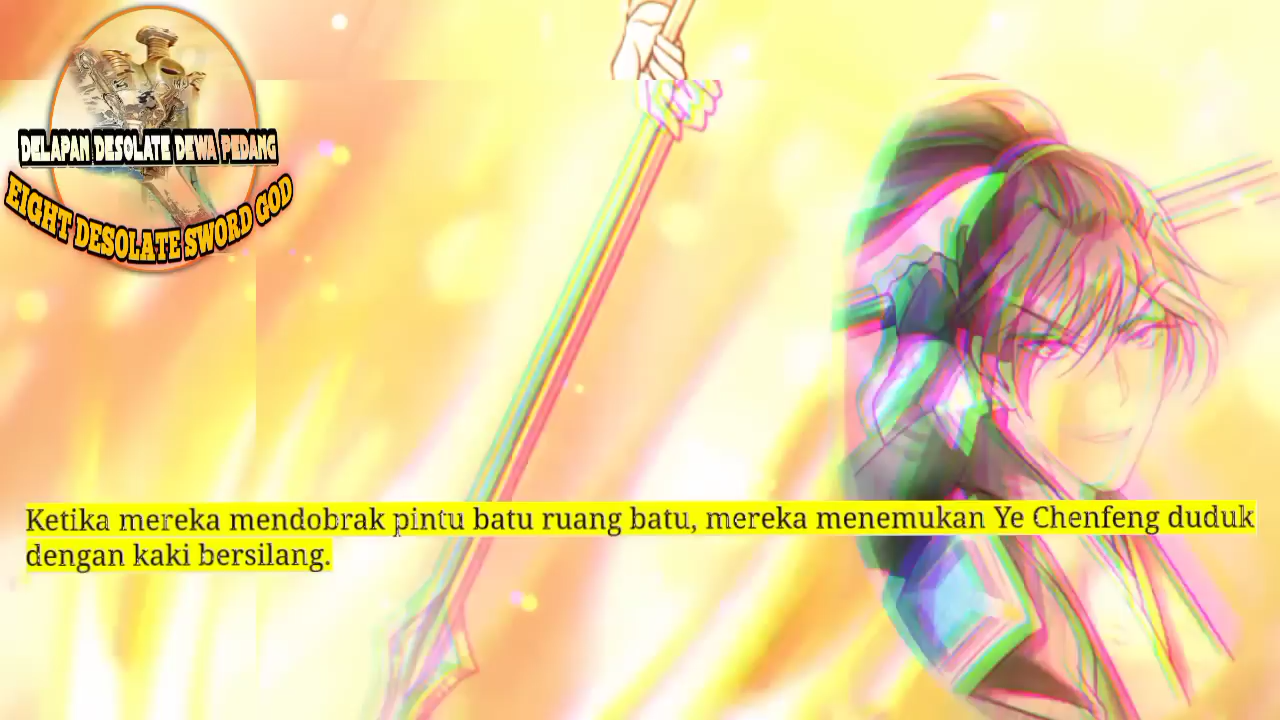 DELAPAN DESOLATE DEWA PEDANG
EIGHT DESOLATE SWORD GOD
Ketika mereka mendobrak pintu batu ruang batu, mereka menemukan Ye Chenfeng duduk
dengan kaki bersilang.